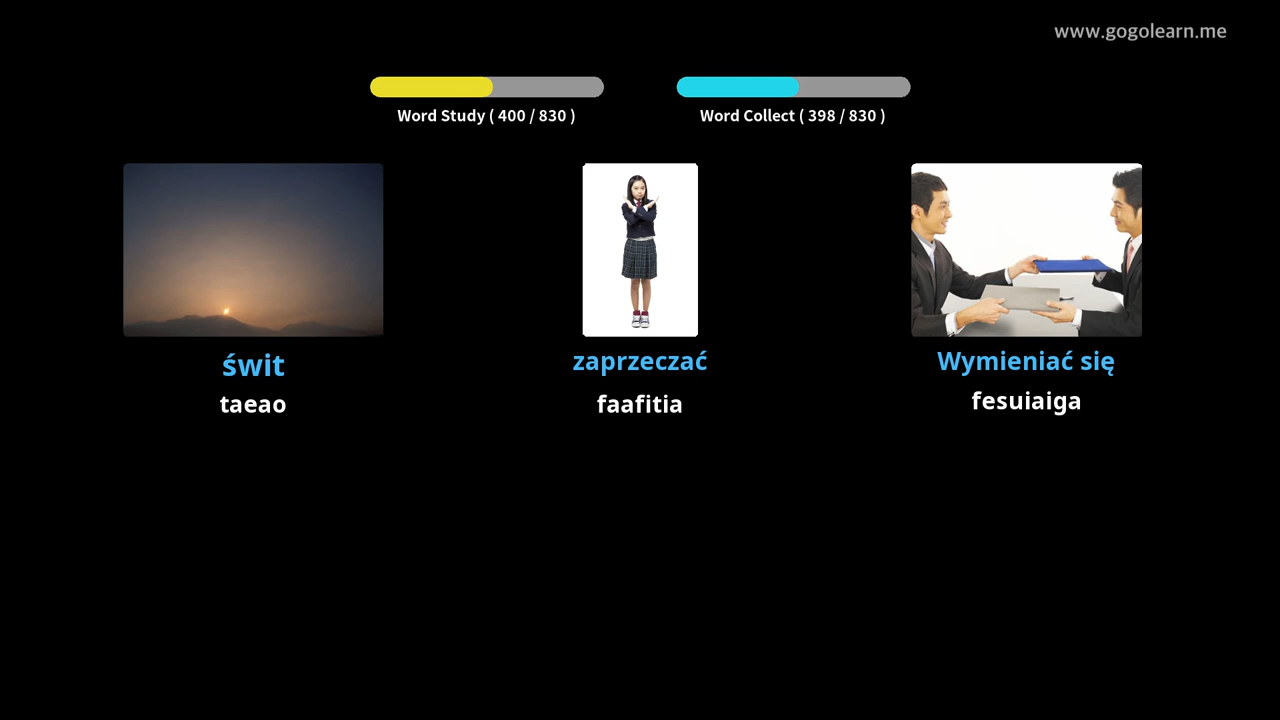 www.gogolearn.me
Word Study ( 400 / 830 )
Word Collect ( 398 / 830 )
świt
zaprzeczać
Wymieniać się
taeao
faafitia
fesuiaiga